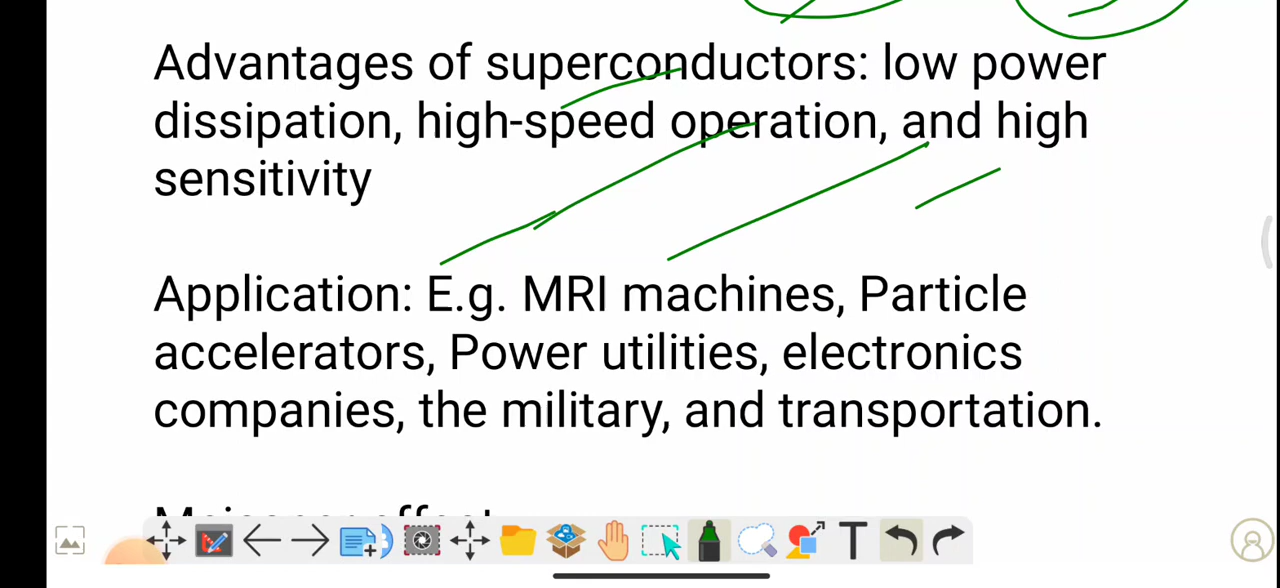 Advantages of superconductors: low power
dissipation, high-speed operation, and high
sensitivity
Application: E.g. MRI machines, Particle
accelerators, Power utilities, electronics
companies, the military, and transportation.